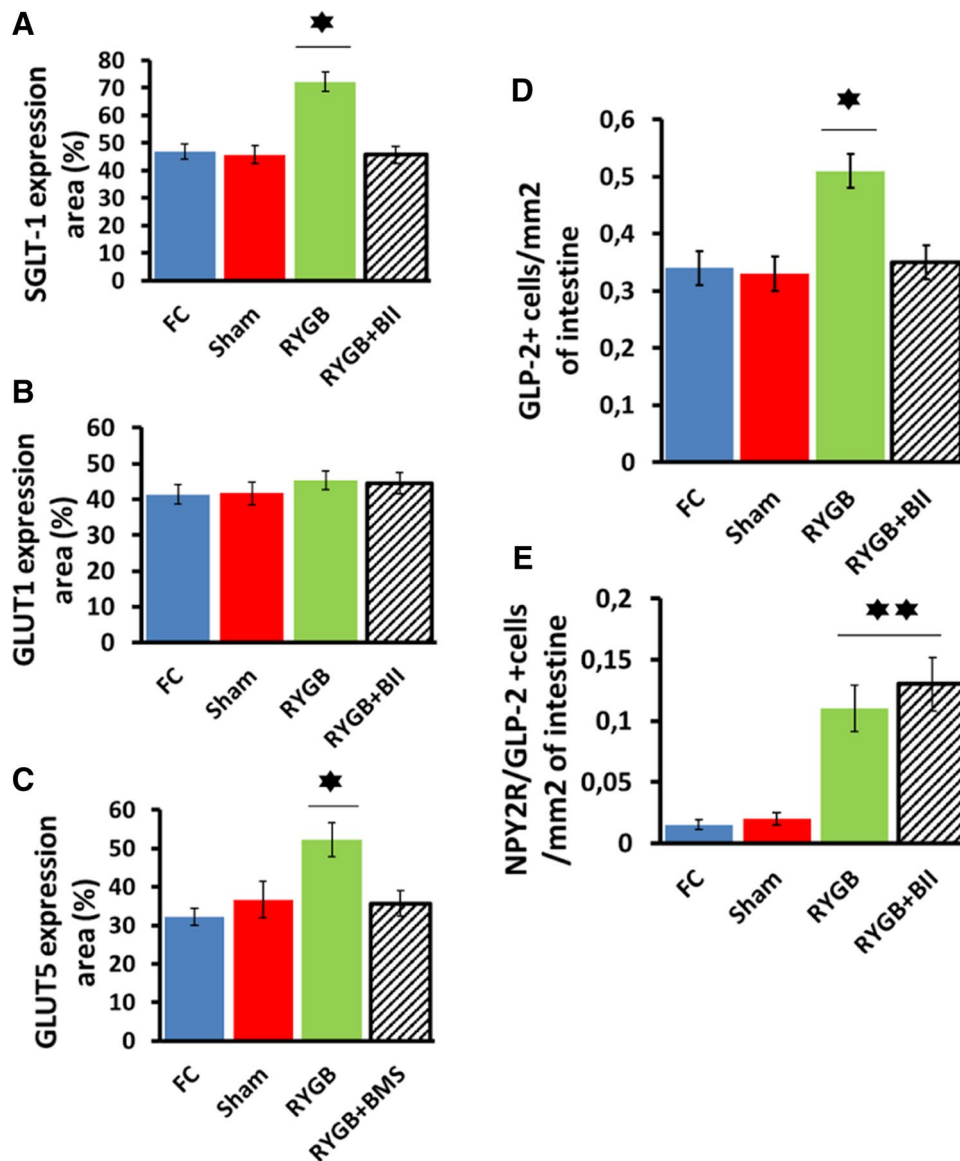 A
SGLT-1 expression
area (%)
80
70
60
50
40
30
20
10
0
FC
Sham
RYGB
RYGB+BII
B
GLUT1 expression
area (%)
60
50
40
30
20
10
0
FC
Sham
RYGB
RYGB+BII
C
GLUT5 expression
area (%)
60
50
40
30
20
10
0
FC
Sham
RYGB
RYGB+BMS
D
GLP-2+ cells/mm2
of intestine
0,6
0,5
0,4
0,3
0,2
0,1
0
FC
Sham
RYGB
RYGB+BII
E
NPY2R/GLP-2 +cells
/mm2 of intestine
0,2
0,15
0,1
0,05
0
FC
Sham
RYGB
RYGB+BII